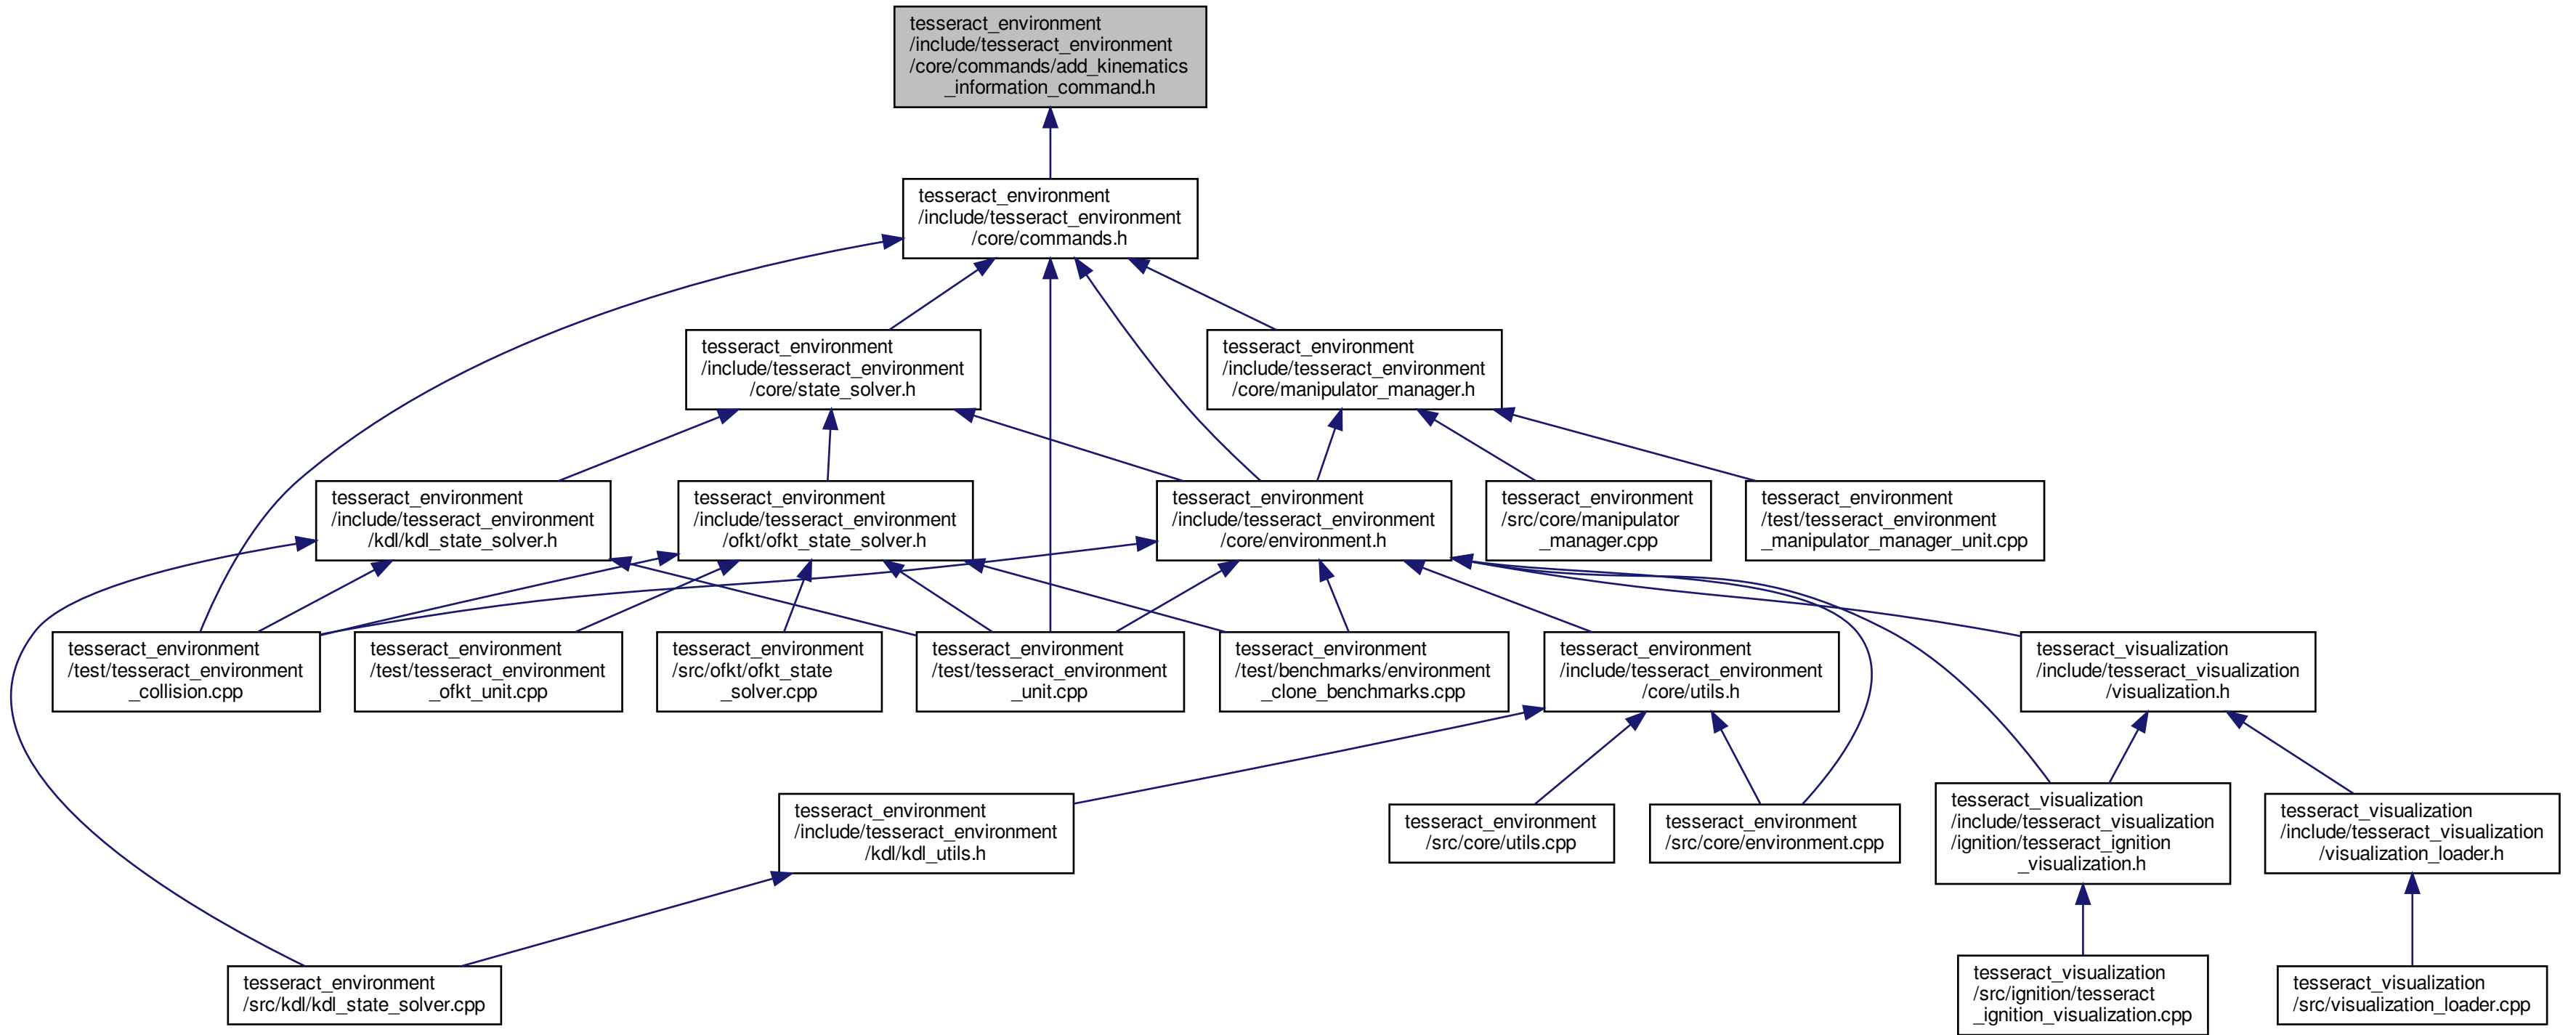 tesseract_environment
/include/tesseract_environment
/core/commands/add_kinematics
_information_command.h
tesseract_environment
/include/tesseract_environment
/core/commands.h
tesseract_environment
/include/tesseract_environment
/core/state_solver.h
tesseract_environment
/include/tesseract_environment
/core/manipulator_manager.h
tesseract_environment
/include/tesseract_environment
/kdl/kdl_state_solver.h
tesseract_environment
/include/tesseract_environment
/ofkt/ofkt_state_solver.h
tesseract_environment
/include/tesseract_environment
/core/environment.h
tesseract_environment
/src/core/manipulator
_manager.cpp
tesseract_environment
/test/tesseract_environment
_manipulator_manager_unit.cpp
tesseract_environment
/test/tesseract_environment
_collision.cpp
tesseract_environment
/test/tesseract_environment
_ofkt_unit.cpp
tesseract_environment
/src/ofkt/ofkt_state
_solver.cpp
tesseract_environment
/test/tesseract_environment
_unit.cpp
tesseract_environment
/test/benchmarks/environment
_clone_benchmarks.cpp
tesseract_environment
/include/tesseract_environment
/core/utils.h
tesseract_visualization
/include/tesseract_visualization
/visualization.h
tesseract_environment
/include/tesseract_environment
/kdl/kdl_utils.h
tesseract_environment
/src/core/utils.cpp
tesseract_environment
/src/core/environment.cpp
tesseract_visualization
/include/tesseract_visualization
/ignition/tesseract_ignition
_visualization.h
tesseract_visualization
/include/tesseract_visualization
/visualization_loader.h
tesseract_environment
/src/kdl/kdl_state_solver.cpp
tesseract_visualization
/src/ignition/tesseract
_ignition_visualization.cpp
tesseract_visualization
/src/visualization_loader.cpp